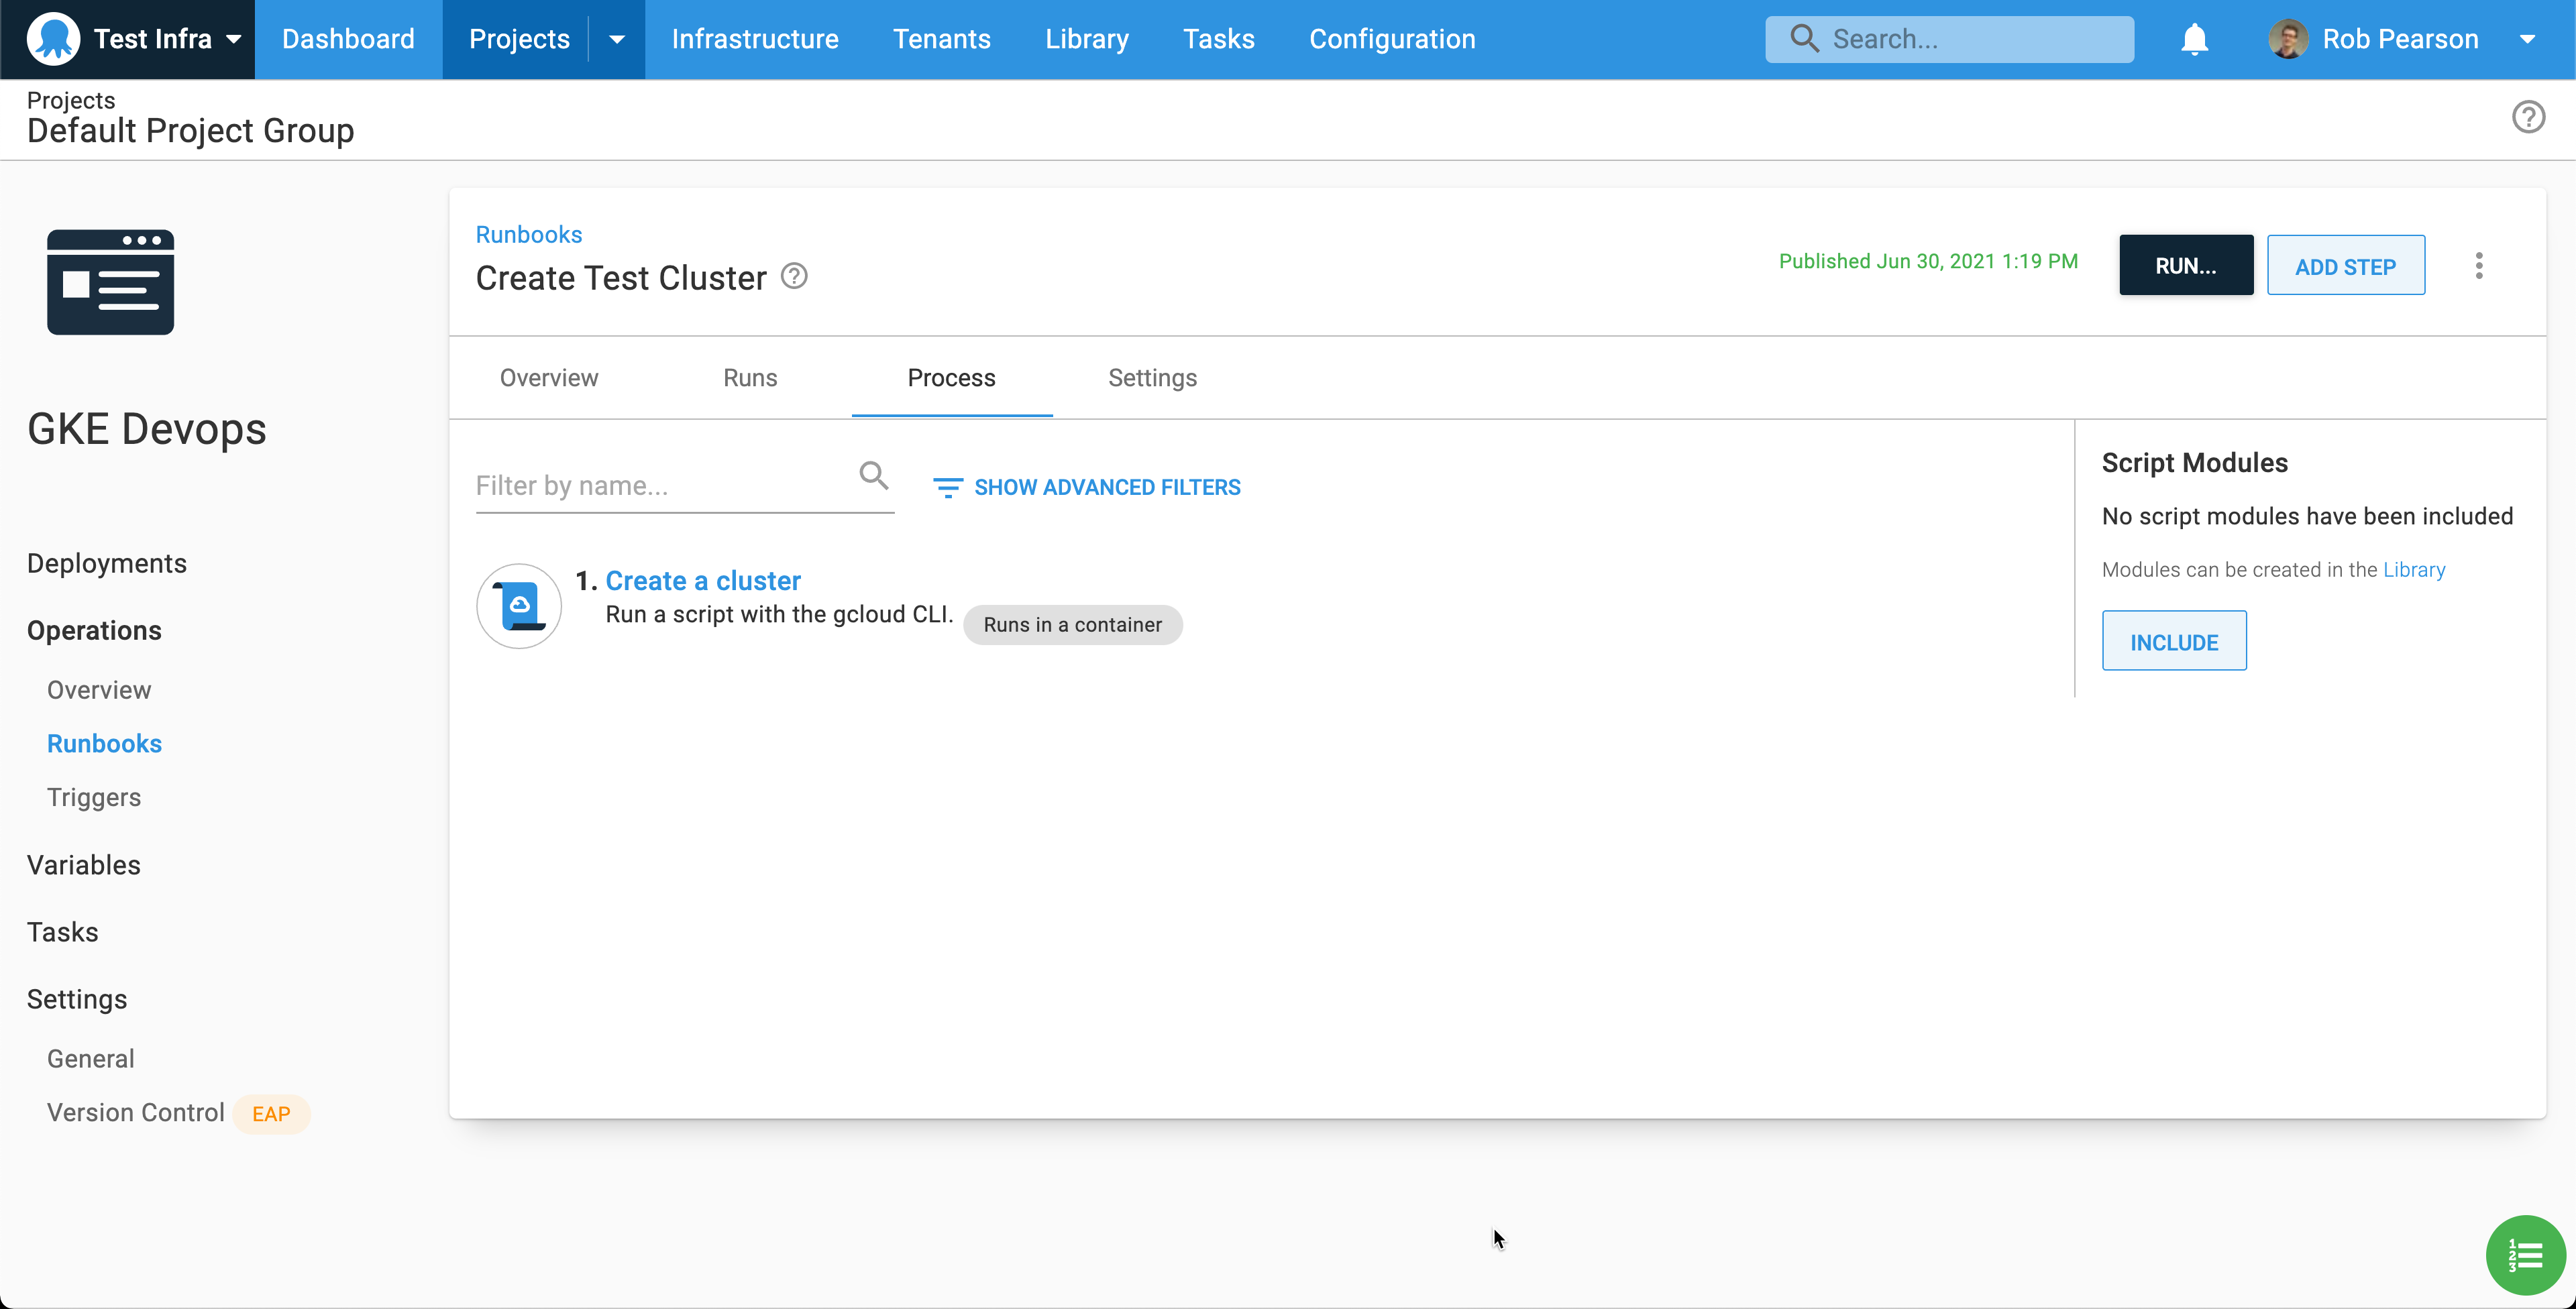 Test Infra
Dashboard
Projects
Infrastructure
Tenants
Library
Tasks
Configuration
Search...
Rob Pearson
Projects
Default Project Group
GKE Devops
Deployments
Operations
Overview
Runbooks
Triggers
Variables
Tasks
Settings
General
Version Control EAP
Runbooks
Create Test Cluster
Published Jun 30, 2021 1:19 PM
RUN...
ADD STEP
Overview
Runs
Process
Settings
Filter by name...
SHOW ADVANCED FILTERS
1. Create a cluster
Run a script with the gcloud CLI. Runs in a container
Script Modules
No script modules have been included
Modules can be created in the Library
INCLUDE
1
2
3